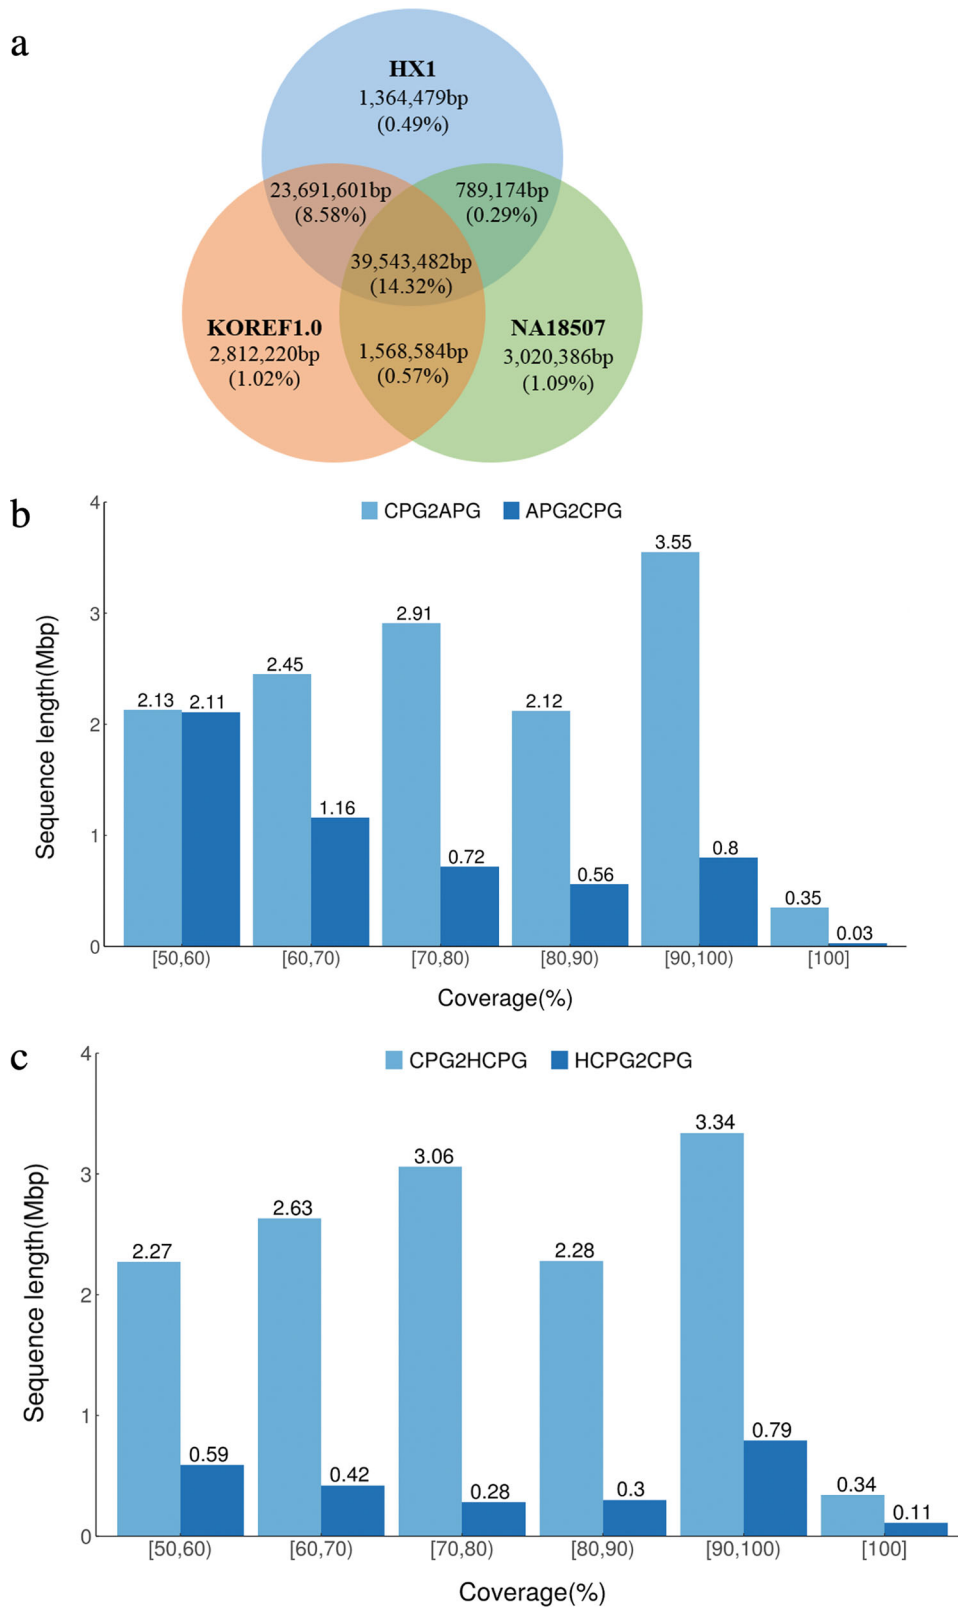 a
HX1
1,364,479bp
(0.49%)
23,691,601bp
(8.58%)
789,174bp
(0.29%)
39,543,482bp
(14.32%)
KOREF1.0
2,812,220bp
(1.02%)
1,568,584bp
(0.57%)
NA18507
3,020,386bp
(1.09%)
b
CPG2APG APG2CPG
Sequence length(Mbp)
4
3
2
1
0
2.13 2.11
2.45 1.16
2.91 0.72
2.12 0.56
3.55 0.8
0.35 0.03
[50,60) [60,70) [70,80) [80,90) [90,100) [100]
Coverage(%)
c
CPG2HCPG HCPG2CPG
Sequence length(Mbp)
4
3
2
1
0
2.27 0.59
2.63 0.42
3.06 0.28
2.28 0.3
3.34 0.79
0.34 0.11
[50,60) [60,70) [70,80) [80,90) [90,100) [100]
Coverage(%)